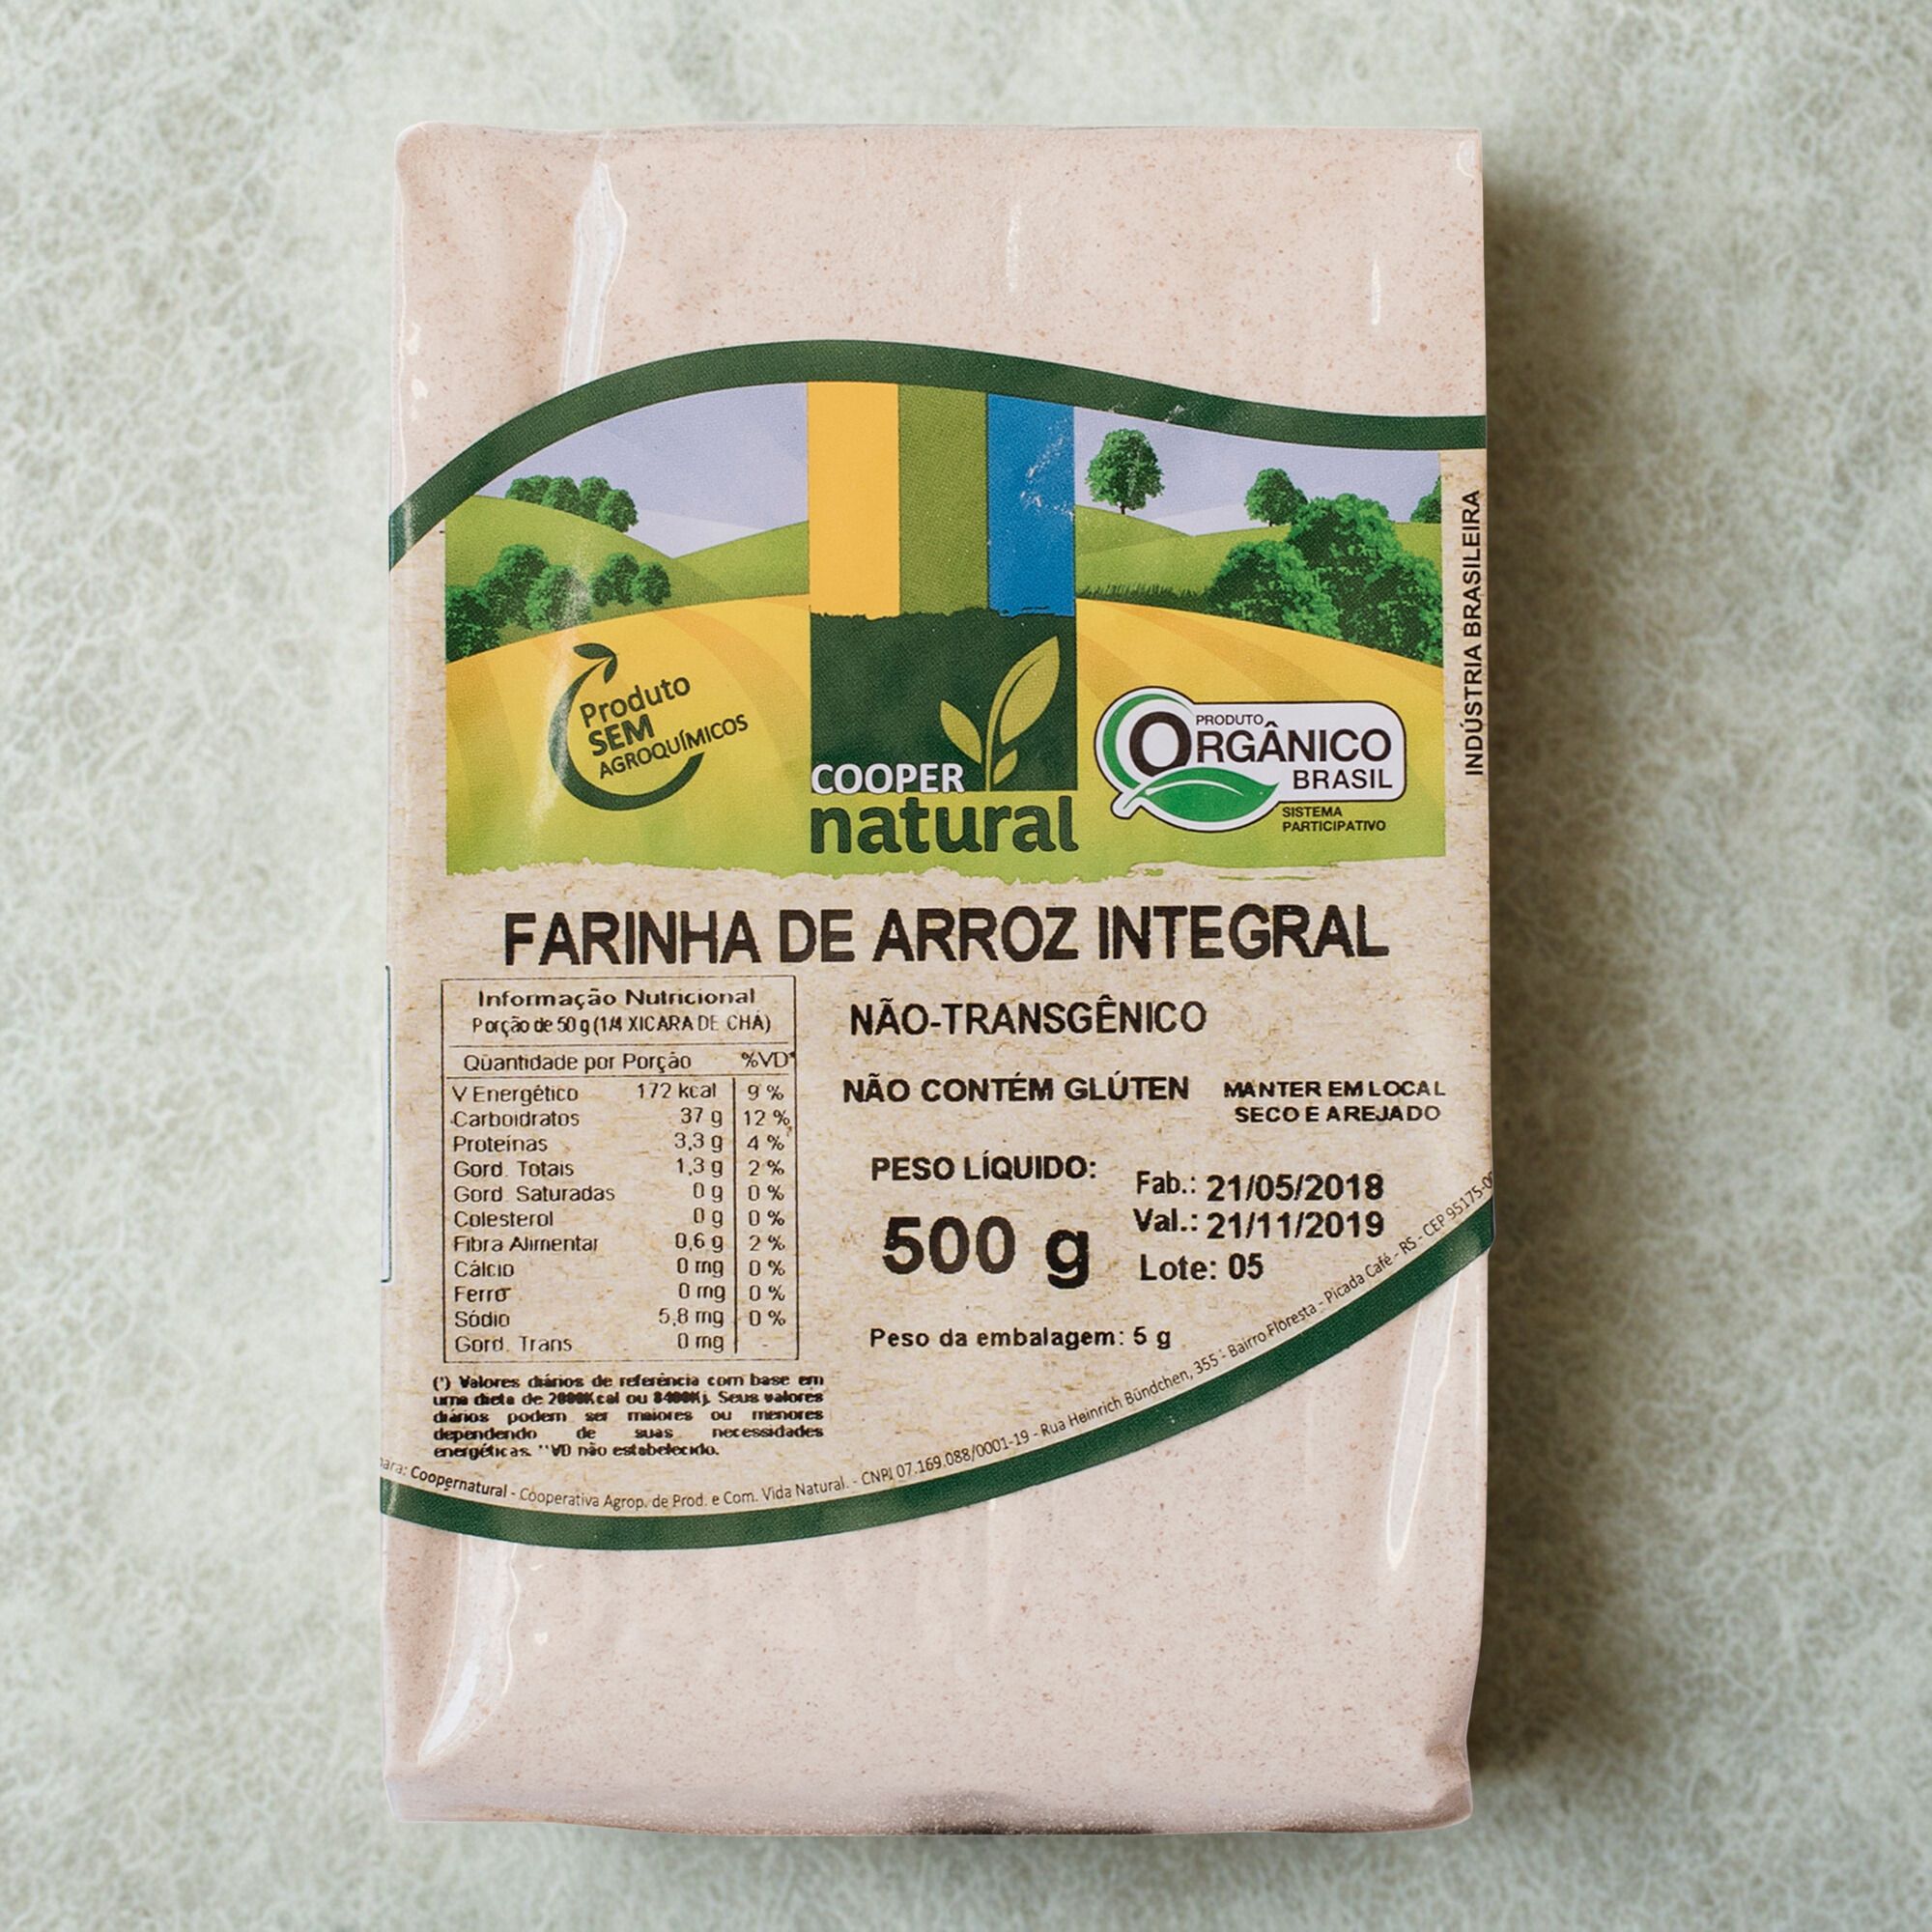 INDÚSTRIA BRASILEIRA
Produto
SEM
AGROQUÍMICOS
COOPER
natural
PRODUTO
ORGÂNICO
BRASIL
SISTEMA
PARTICIPATIVO
FARINHA DE ARROZ INTEGRAL
Informação Nutricional
Porção de 50 g (1/4 XICARA DE CHÁ)
Quantidade por Porção %VD*
V Energético 172 kcal 9 %
Carboidratos 37 g 12 %
Proteínas 3,3 g 4 %
Gord. Totais 1,3 g 2 %
Gord. Saturadas 0 g 0 %
Colesterol 0 g 0 %
Fibra Alimentar 0,6 g 2 %
Cálcio 0 mg 0 %
Ferro 0 mg 0 %
Sódio 5,8 mg 0 %
Gord. Trans 0 mg -
(*) Valores diários de referência com base em
uma dieta de 2000Kcal ou 8400Kj. Seus valores
diários podem ser maiores ou menores
dependendo de suas necessidades
energéticas. **VD não estabelecido.
NÃO-TRANSGÊNICO
NÃO CONTÉM GLÚTEN
MANTER EM LOCAL
SECO E AREJADO
PESO LÍQUIDO:
500 g
Fab.: 21/05/2018
Val.: 21/11/2019
Lote: 05
Peso da embalagem: 5 g
para: Coopernatural - Cooperativa Agrop. de Prod. e Com. Vida Natural. - CNPJ 07.169.088/0001-19 - Rua Heinrich Bündchen, 355 - Bairro Floresta - Picada Café - RS - CEP 95175-0